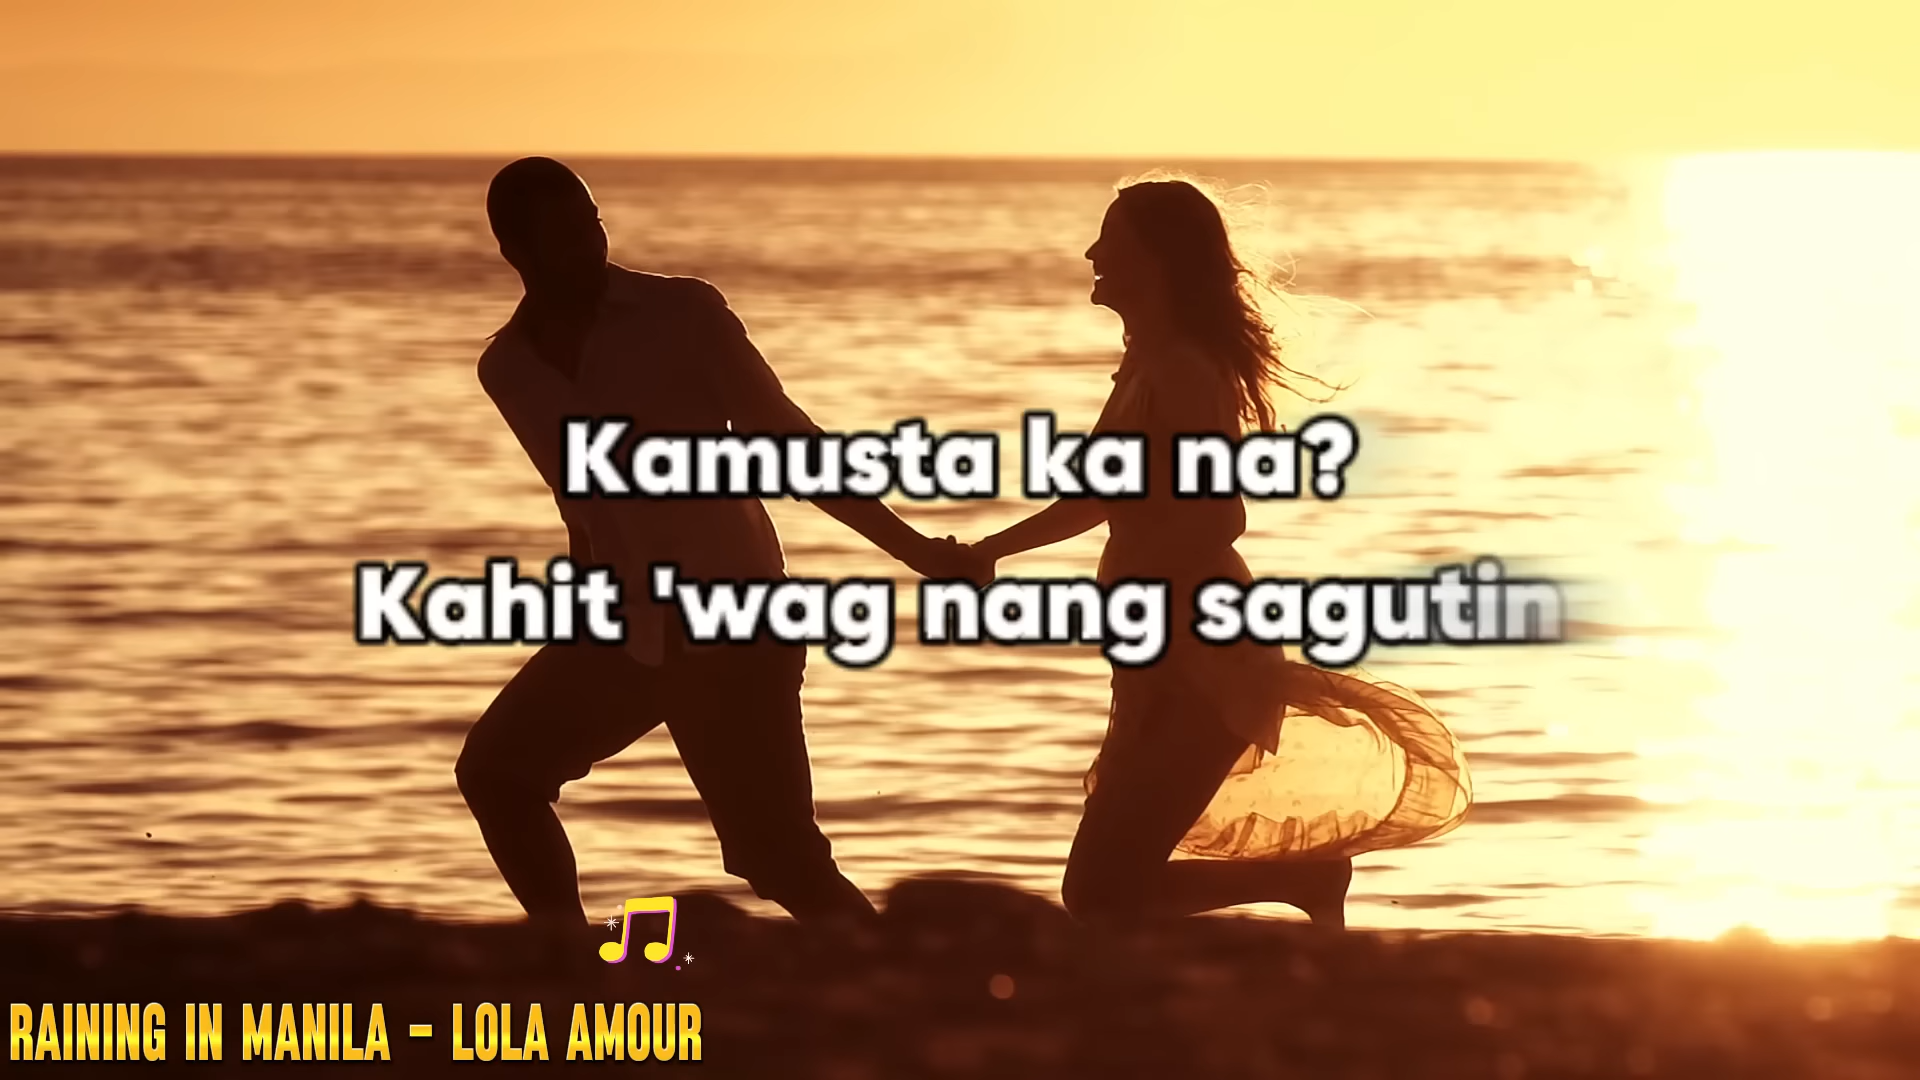 Kamusta ka na?
Kahit 'wag nang sagutin
RAINING IN MANILA - LOLA AMOUR